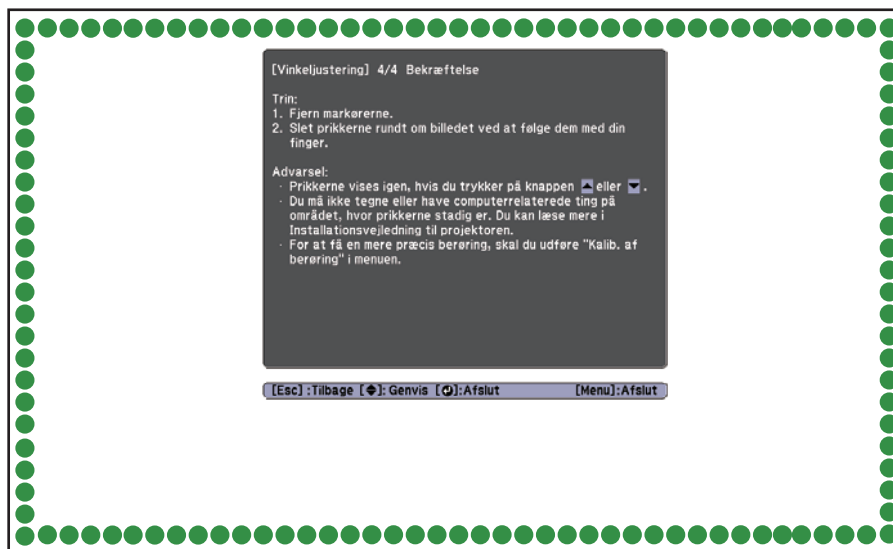 [Vinkeljustering] 4/4 Bekræftelse
Trin:
1. Fjern markørerne.
2. Slet prikkerne rundt om billedet ved at følge dem med din
finger.
Advarsel:
· Prikkerne vises igen, hvis du trykker på knappen ▲ eller ▼ .
· Du må ikke tegne eller have computerrelaterede ting på
området, hvor prikkerne stadig er. Du kan læse mere i
Installationsvejledning til projektoren.
· For at få en mere præcis berøring, skal du udføre "Kalib. af
berøring" i menuen.
[Esc] :Tilbage [◆]: Genvis [⏎]:Afslut [Menu]:Afslut